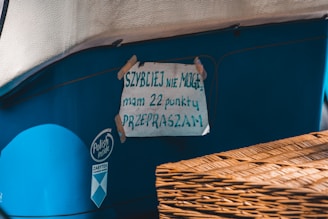 SZYBCIEJ NIE MOGĘ,
mam 22 punkty
PRZEPRASZAM